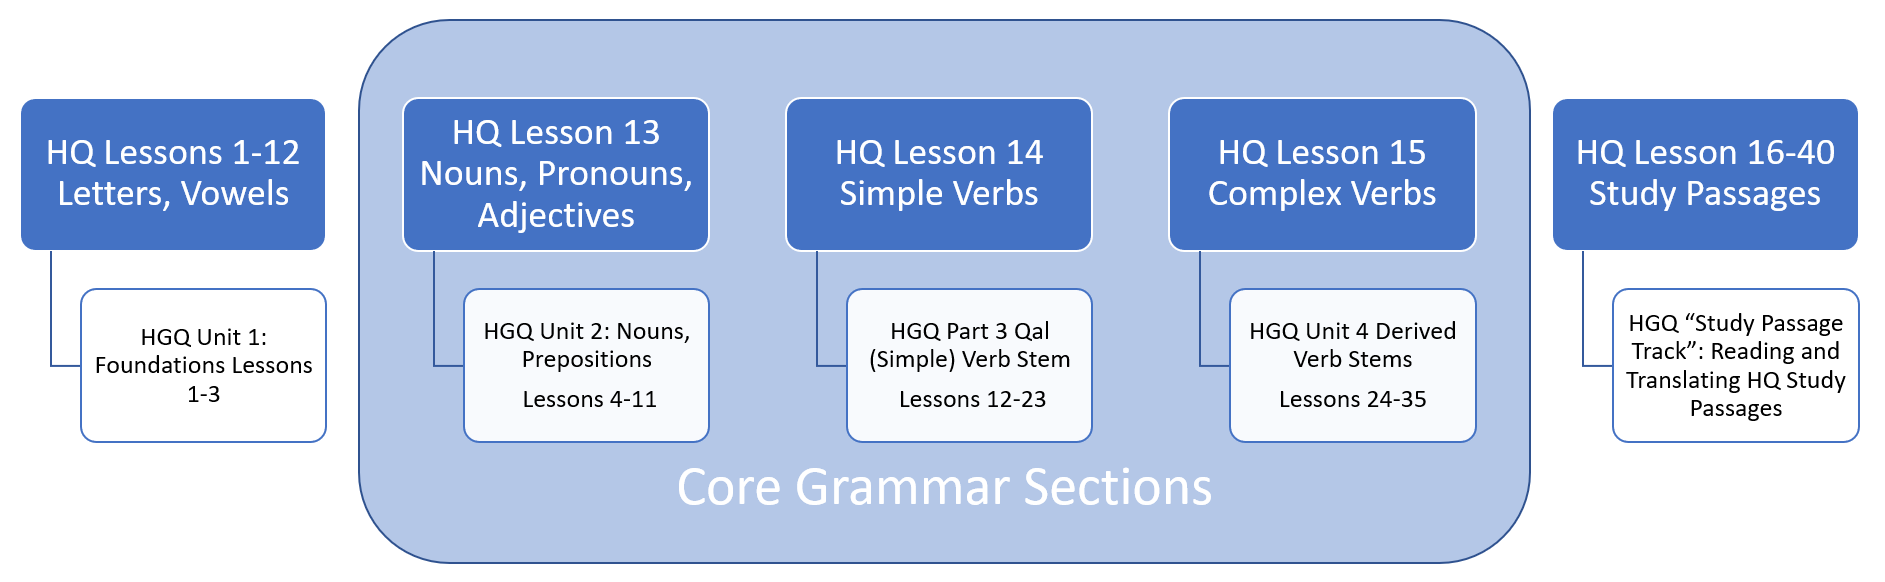 HQ Lessons 1-12
Letters, Vowels
HGQ Unit 1:
Foundations Lessons
1-3
HQ Lesson 13
Nouns, Pronouns,
Adjectives
HGQ Unit 2: Nouns,
Prepositions
Lessons 4-11
HQ Lesson 14
Simple Verbs
HGQ Part 3 Qal
(Simple) Verb Stem
Lessons 12-23
HQ Lesson 15
Complex Verbs
HGQ Unit 4 Derived
Verb Stems
Lessons 24-35
HQ Lesson 16-40
Study Passages
HGQ “Study Passage
Track”: Reading and
Translating HQ Study
Passages
Core Grammar Sections